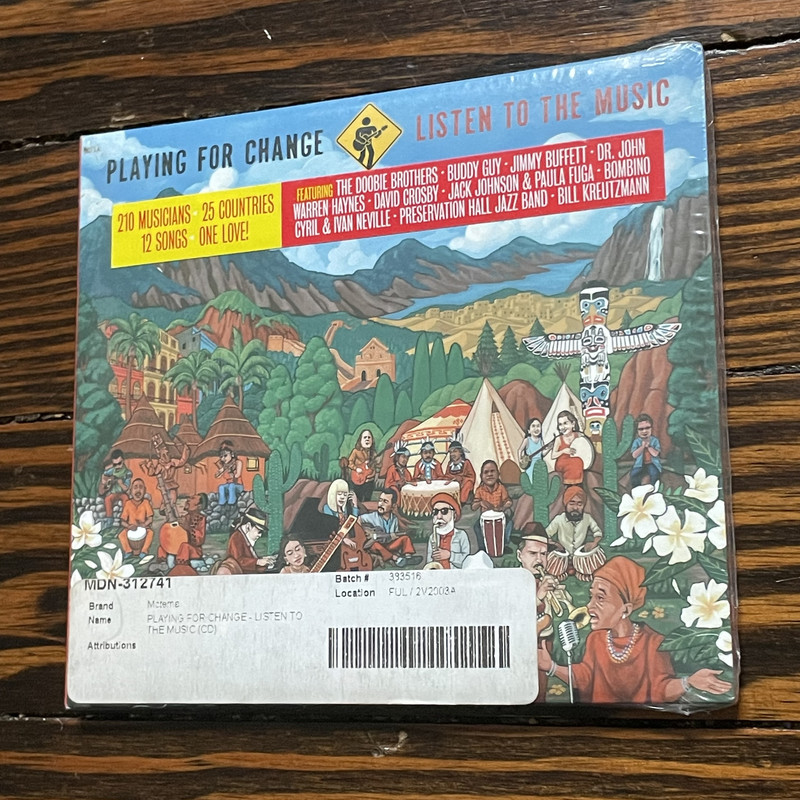 PLAYING FOR CHANGE LISTEN TO THE MUSIC
210 MUSICIANS · 25 COUNTRIES
12 SONGS · ONE LOVE!
FEATURING THE DOOBIE BROTHERS · BUDDY GUY · JIMMY BUFFETT · DR. JOHN
WARREN HAYNES · DAVID CROSBY · JACK JOHNSON & PAULA FUGA · BOMBINO
CYRIL & IVAN NEVILLE · PRESERVATION HALL JAZZ BAND · BILL KREUTZMANN
MDN-312741
Batch # 393516
Location FUL / 2V2003A
Brand Motema
Name PLAYING FOR CHANGE - LISTEN TO
THE MUSIC (CD)
Attributions